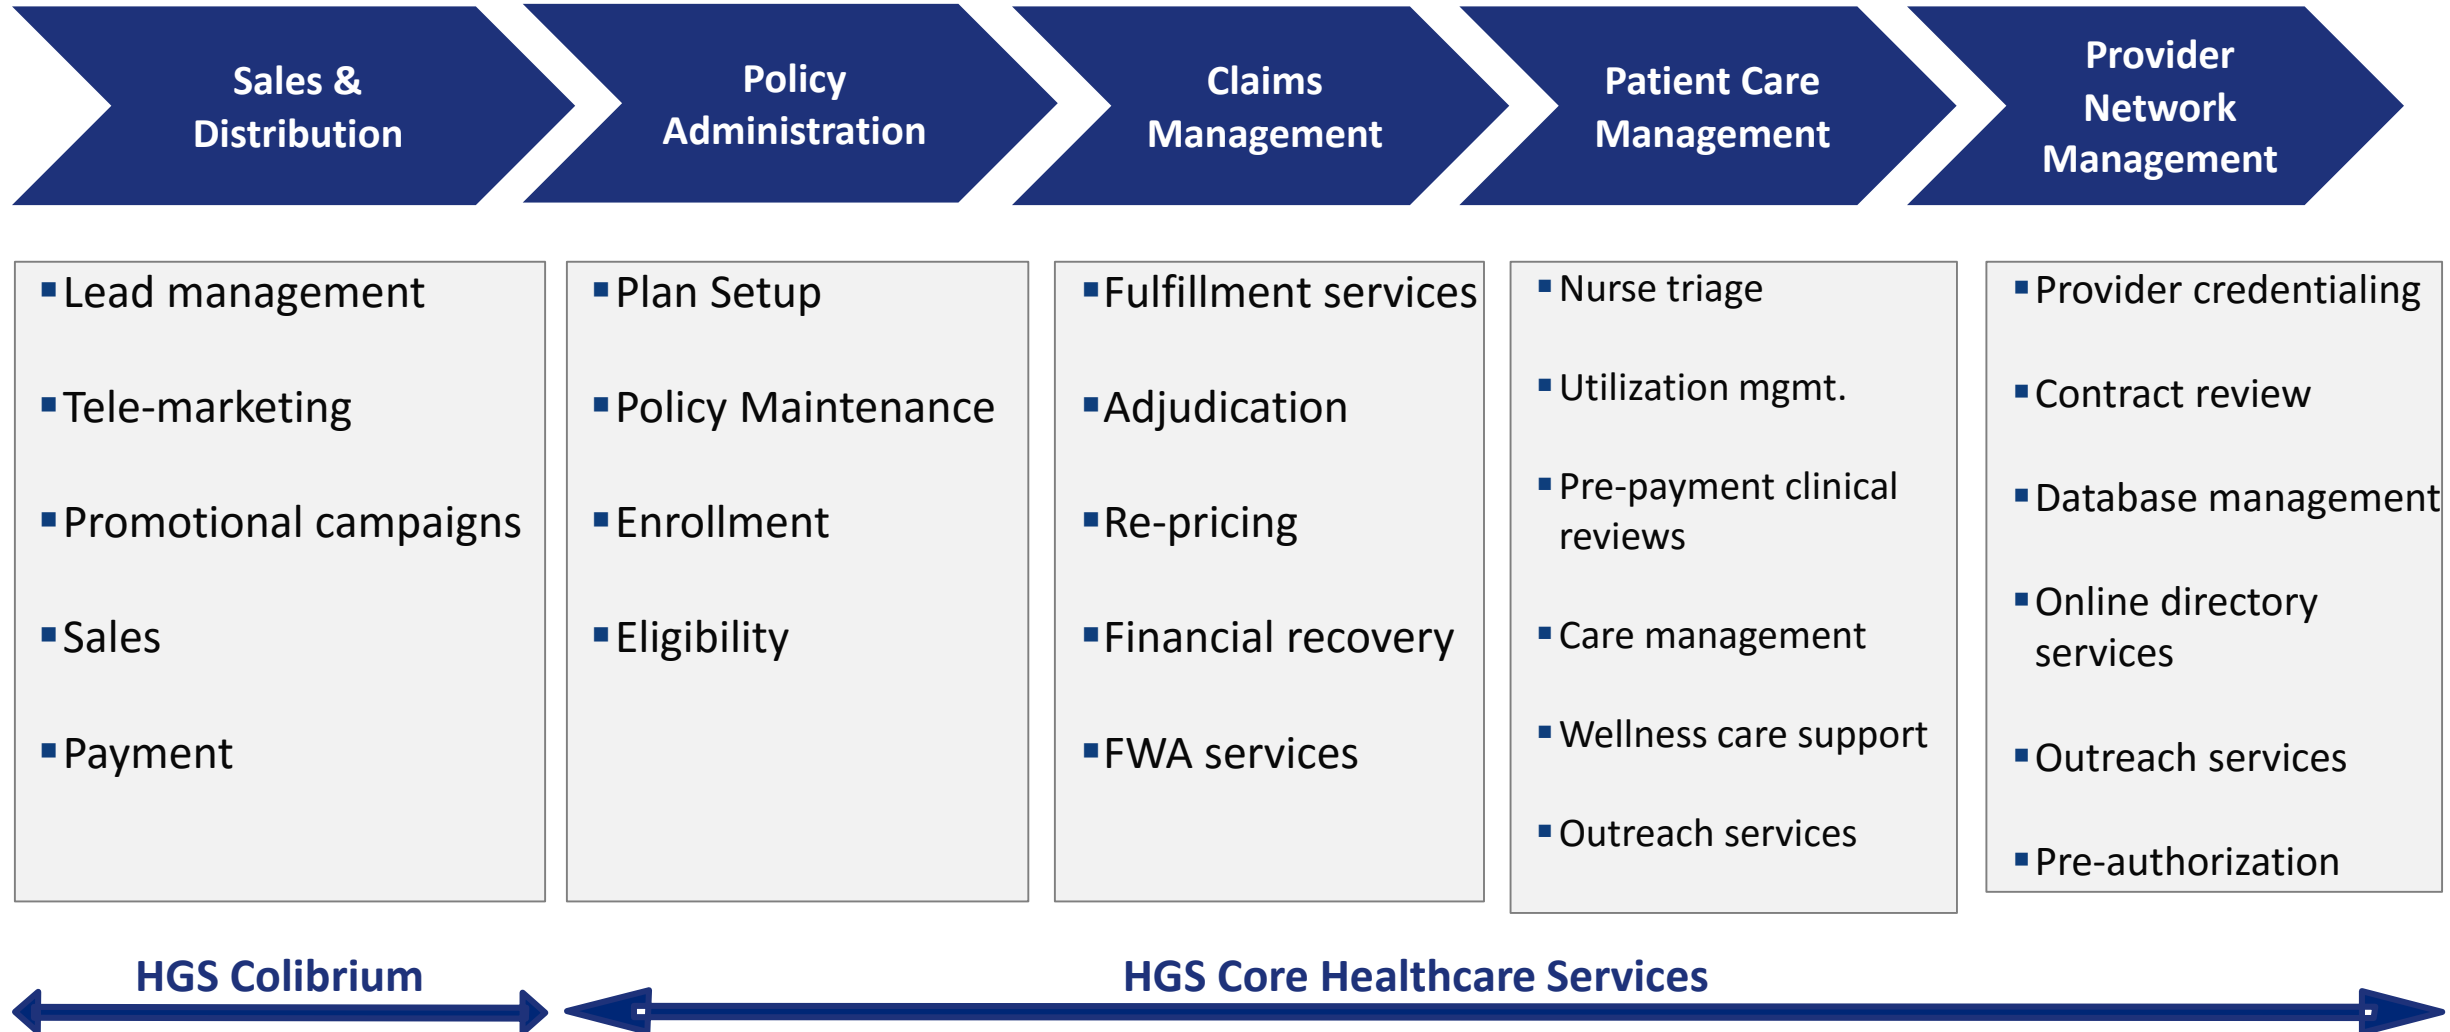 Sales &
Distribution
Policy
Administration
Claims
Management
Patient Care
Management
Provider
Network
Management
▪Lead management
▪Tele-marketing
▪Promotional campaigns
▪Sales
▪Payment
▪Plan Setup
▪Policy Maintenance
▪Enrollment
▪Eligibility
▪Fulfillment services
▪Adjudication
▪Re-pricing
▪Financial recovery
▪FWA services
▪Nurse triage
▪Utilization mgmt.
▪Pre-payment clinical
reviews
▪Care management
▪Wellness care support
▪Outreach services
▪Provider credentialing
▪Contract review
▪Database management
▪Online directory
services
▪Outreach services
▪Pre-authorization
HGS Colibrium
HGS Core Healthcare Services